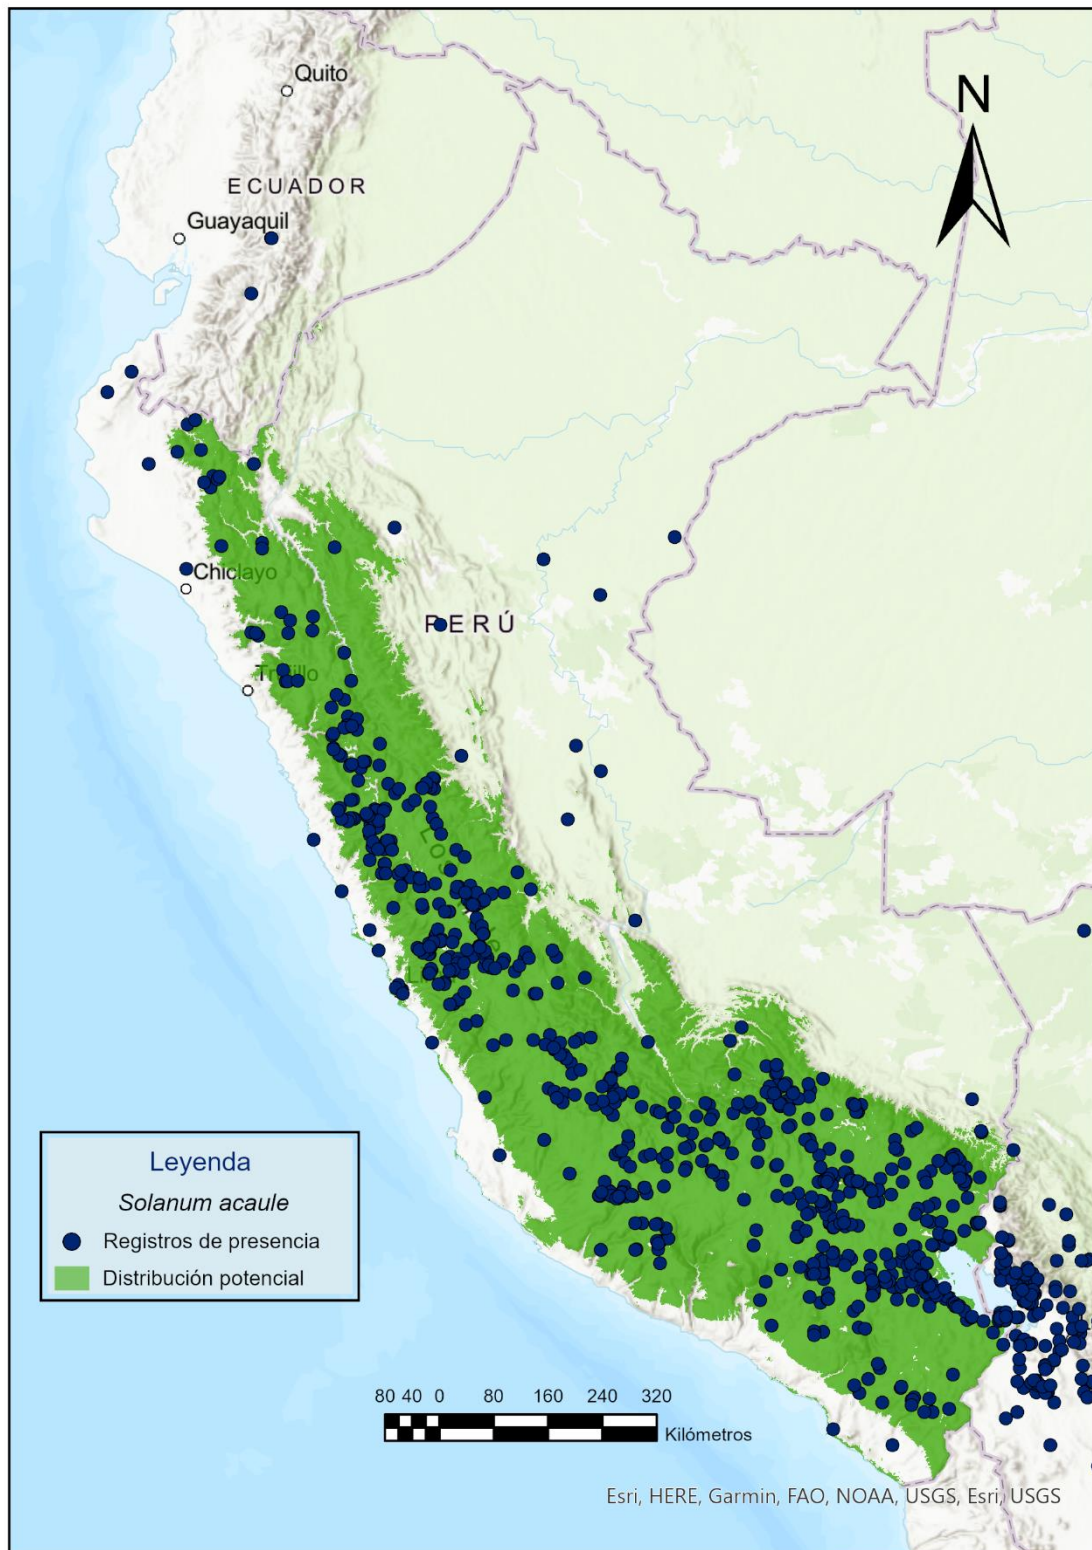 N
Quito
ECUADOR
Guayaquil
Chiclayo
PERÚ
Trujillo
Leyenda
Solanum acaule
Registros de presencia
Distribución potencial
80 40 0 80 160 240 320
Kilómetros
Esri, HERE, Garmin, FAO, NOAA, USGS, Esri, USGS